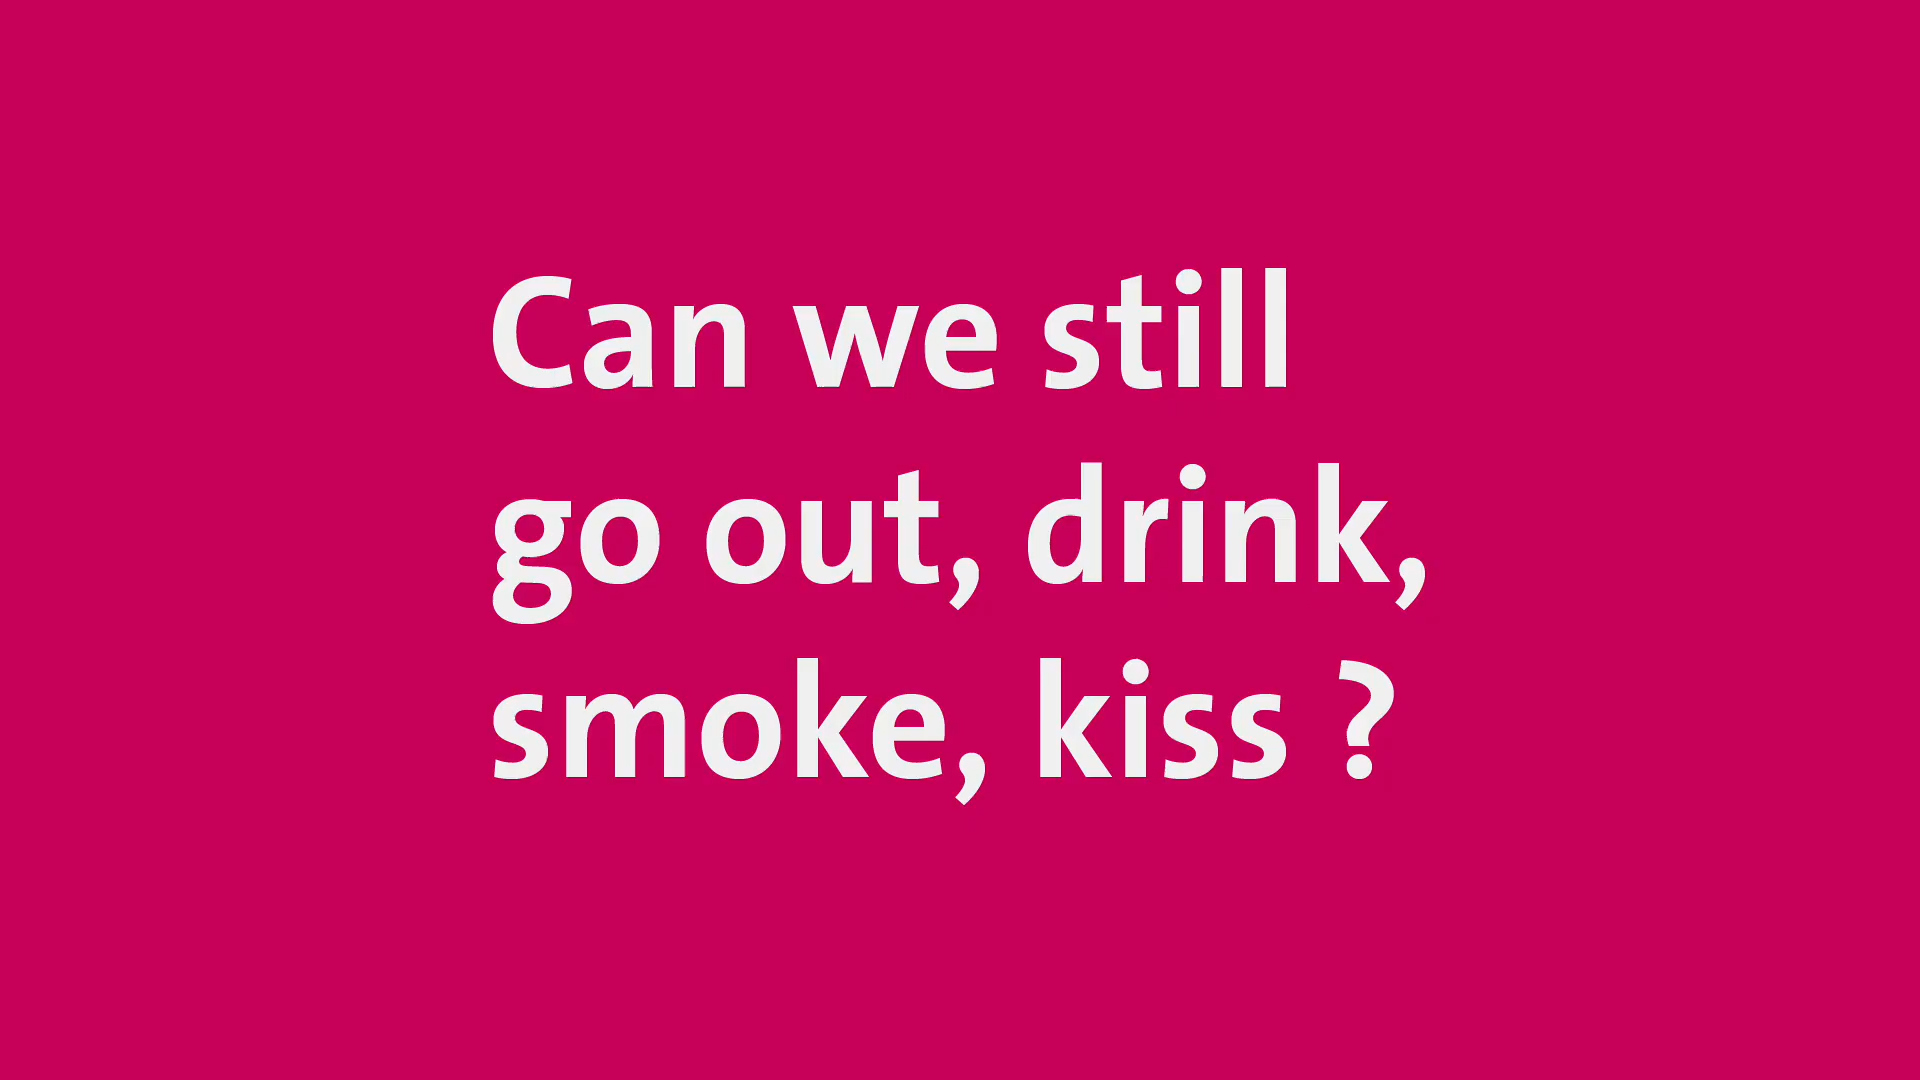 Can we still
go out, drink,
smoke, kiss ?